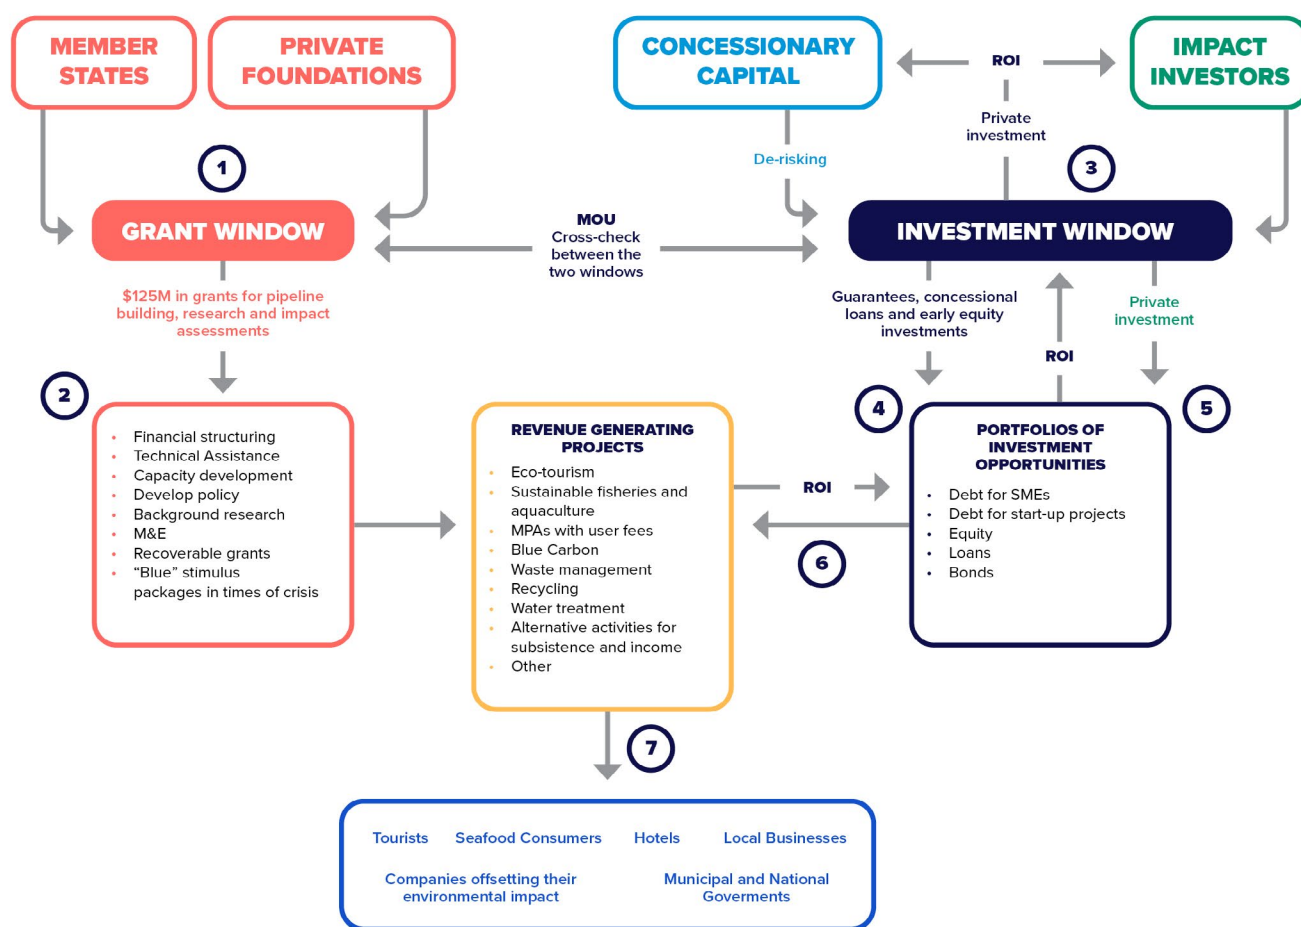 MEMBER
STATES
PRIVATE
FOUNDATIONS
CONCESSIONARY
CAPITAL
ROI
IMPACT
INVESTORS
Private
investment
De-risking
1
3
GRANT WINDOW
MOU
Cross-check
between the
two windows
INVESTMENT WINDOW
$125M in grants for pipeline
building, research and impact
assessments
Guarantees, concessional
loans and early equity
investments
ROI
Private
investment
2
• Financial structuring
• Technical Assistance
• Capacity development
• Develop policy
• Background research
• M&E
• Recoverable grants
• “Blue” stimulus
packages in times of crisis
REVENUE GENERATING
PROJECTS
• Eco-tourism
• Sustainable fisheries and
aquaculture
• MPAs with user fees
• Blue Carbon
• Waste management
• Recycling
• Water treatment
• Alternative activities for
subsistence and income
• Other
ROI
6
4
5
PORTFOLIOS OF
INVESTMENT
OPPORTUNITIES
• Debt for SMEs
• Debt for start-up projects
• Equity
• Loans
• Bonds
7
Tourists Seafood Consumers Hotels Local Businesses
Companies offsetting their
environmental impact
Municipal and National
Goverments